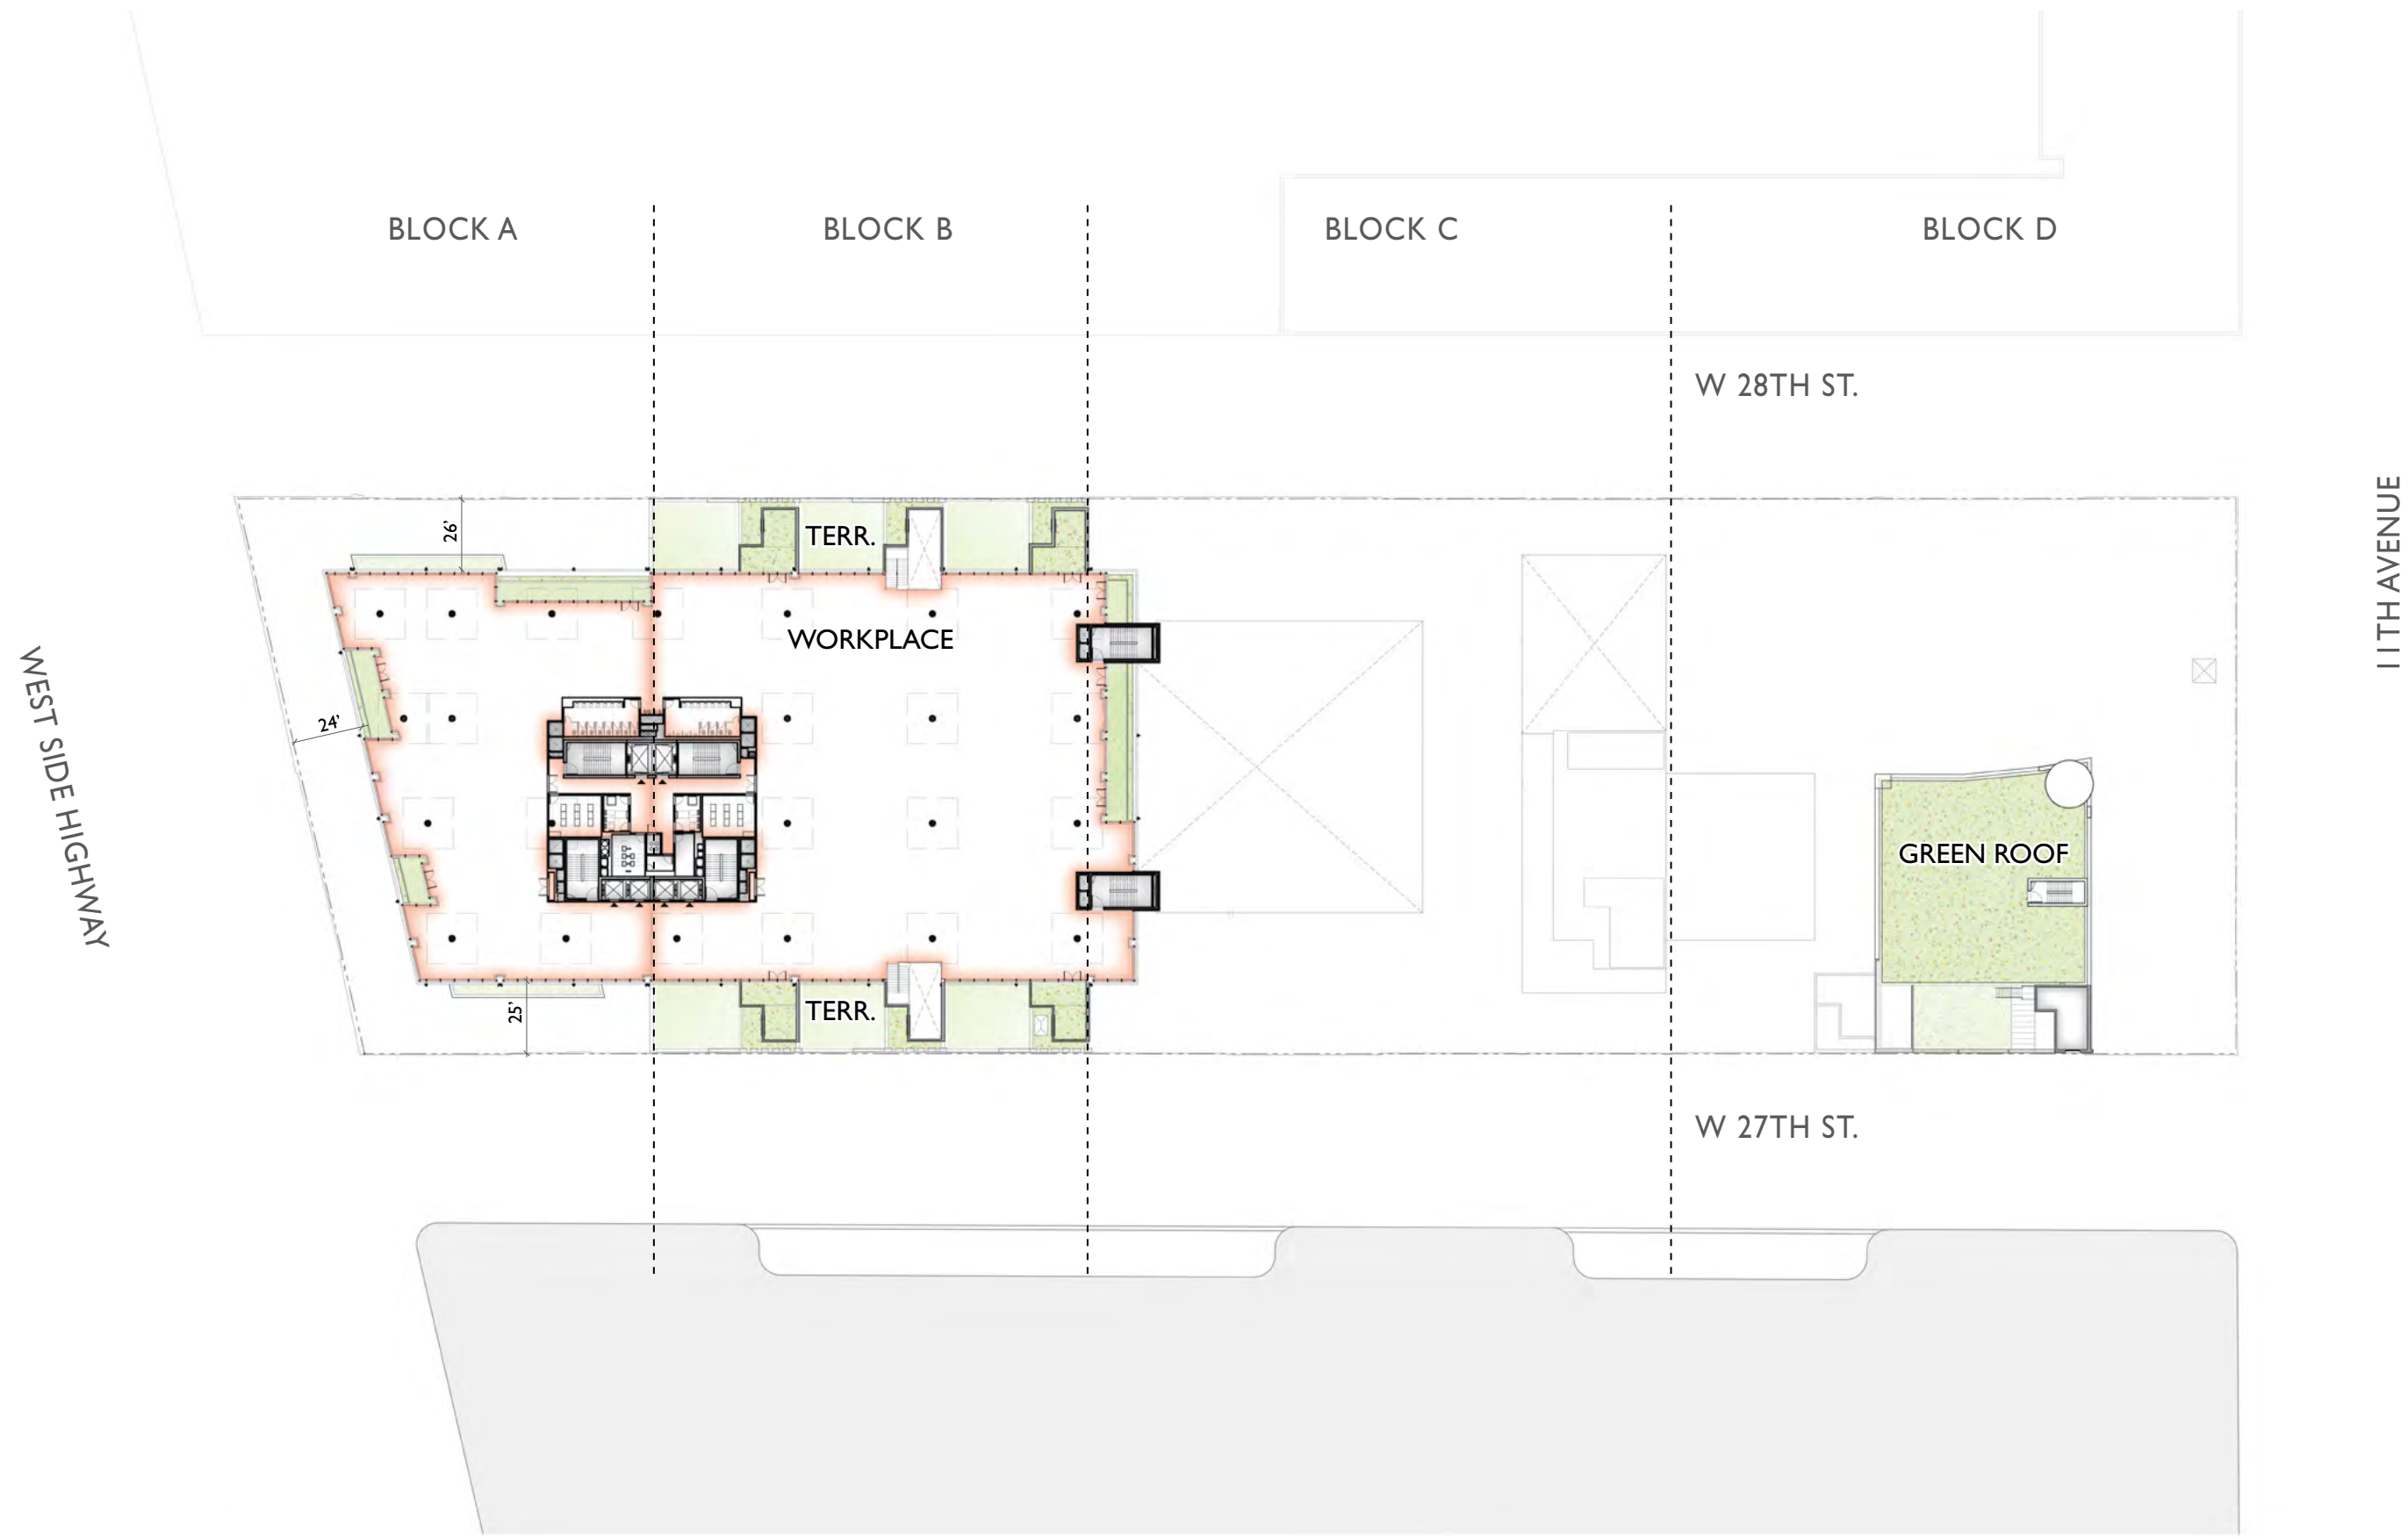 BLOCK A
BLOCK B
BLOCK C
BLOCK D
W 28TH ST.
11TH AVENUE
26'
TERR.
WORKPLACE
WEST SIDE HIGHWAY
24'
GREEN ROOF
25'
TERR.
W 27TH ST.